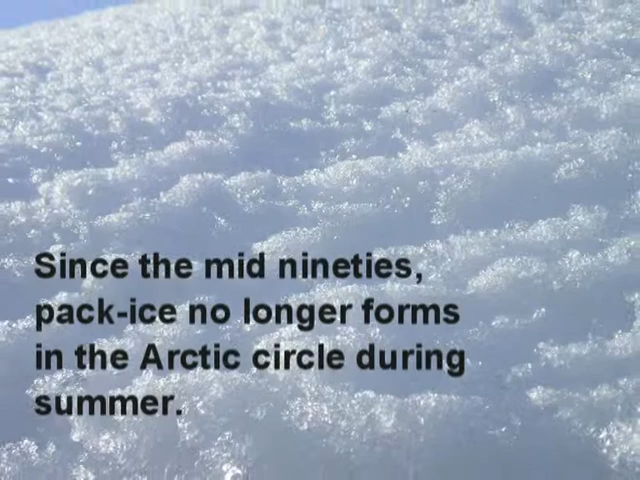 Since the mid nineties,
pack-ice no longer forms
in the Arctic circle during
summer.